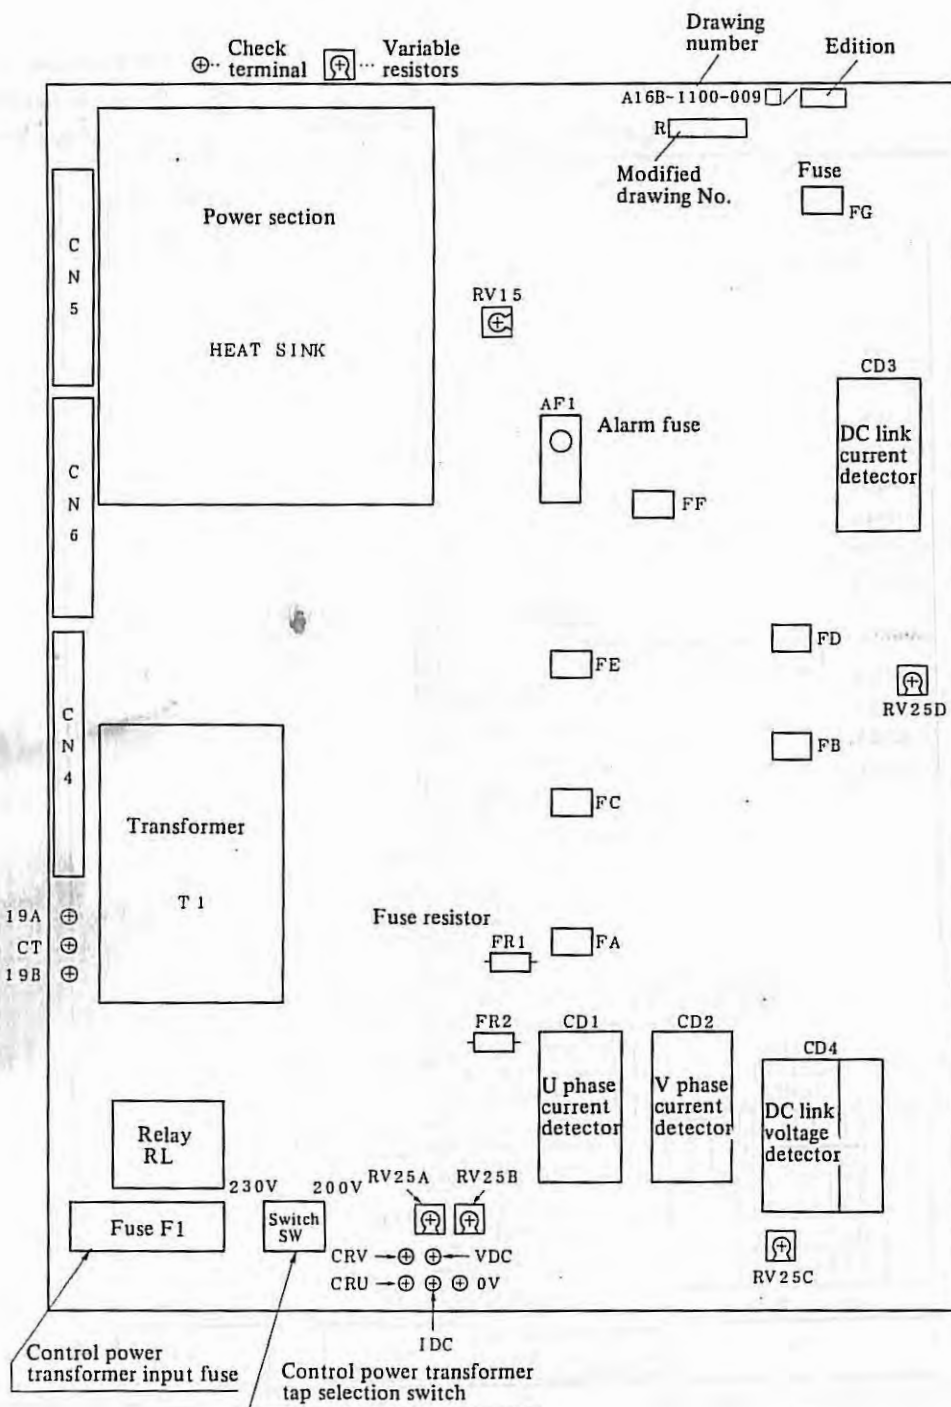 Check
terminal
Variable
resistors
Drawing
number
Edition
A16B-1100-009□/
R
Modified
drawing No.
Fuse
FG
C
N
5
Power section
HEAT SINK
RV15
CD3
DC link
current
detector
AF1
Alarm fuse
FF
C
N
6
FD
FE
RV25D
C
N
4
FB
FC
Transformer
T1
Fuse resistor
19A
CT
19B
FR1
FA
FR2
CD1
U phase
current
detector
CD2
V phase
current
detector
CD4
DC link
voltage
detector
Relay
RL
230V
200V
RV25A
RV25B
Fuse F1
Switch
SW
CRV
VDC
CRU
0V
RV25C
IDC
Control power
transformer input fuse
Control power transformer
tap selection switch